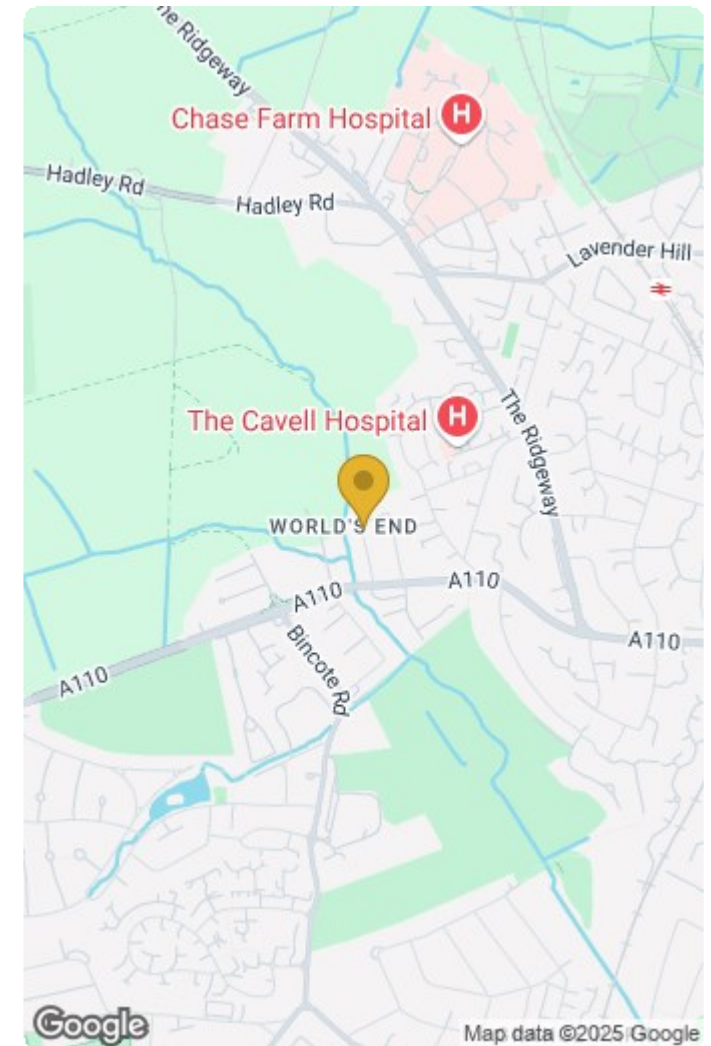 The Ridgeway
Chase Farm Hospital
H
Hadley Rd
Hadley Rd
Lavender Hill
The Cavell Hospital
H
The Ridgeway
WORLD'S END
A110
A110
A110
Bincote Rd
A110
Google
Map data ©2025 Google